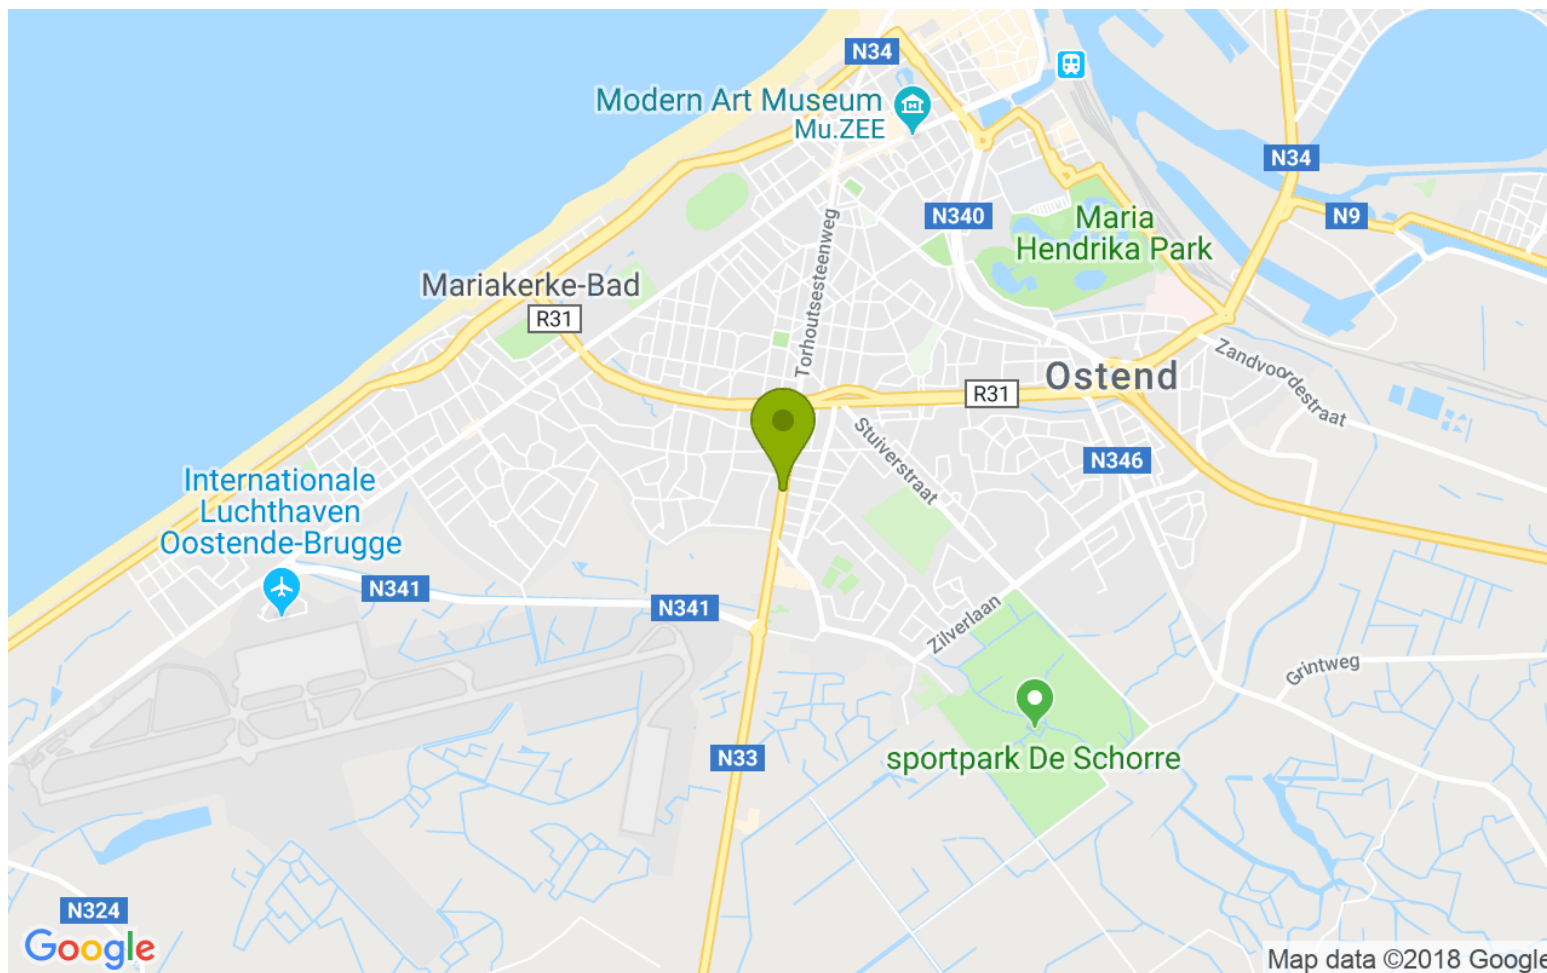 N34
Modern Art Museum
Mu.ZEE
N34
N340
Maria
Hendrika Park
N9
Torhoutsesteenweg
Mariakerke-Bad
R31
Zandvoordestraat
Ostend
R31
Stuiverstraat
N346
Internationale
Luchthaven
Oostende-Brugge
N341
N341
Zilverlaan
Grintweg
N33
sportpark De Schorre
N324
Google
Map data ©2018 Google